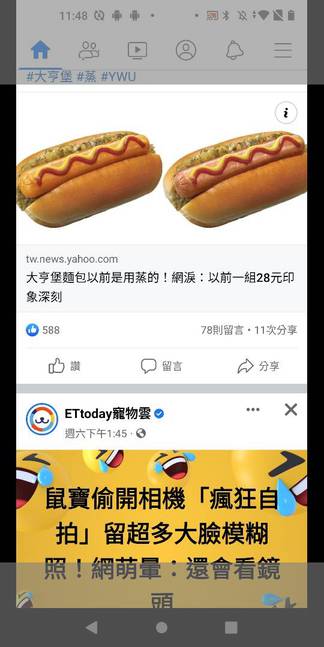 11:48
#大亨堡 #蒸 #YWU
tw.news.yahoo.com
大亨堡麵包以前是用蒸的！網淚：以前一組28元印
象深刻
588
78則留言・11次分享
讚
留言
分享
ETtoday寵物雲
週六下午1:45
鼠寶偷開相機「瘋狂自
拍」留超多大臉模糊
照！網萌暈：還會看鏡
頭